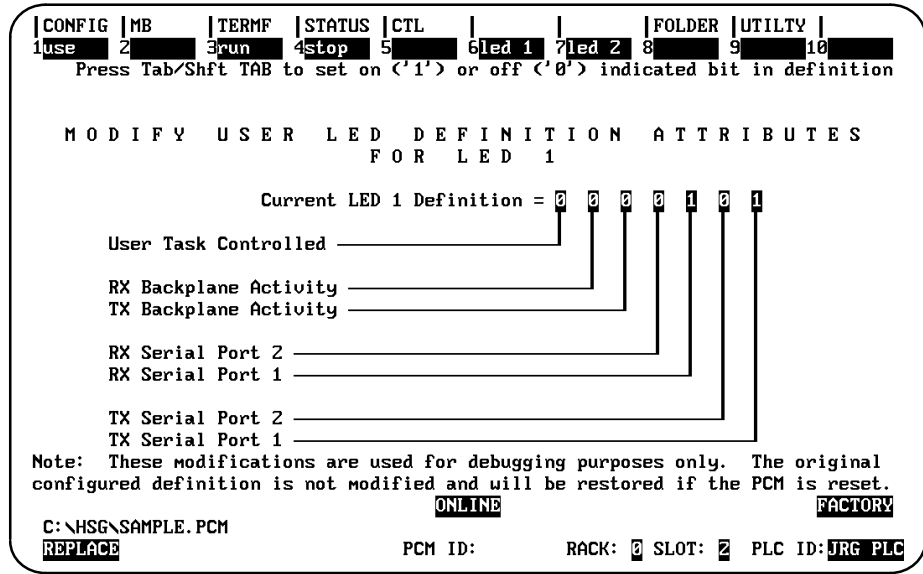 |CONFIG |MB |TERMF |STATUS |CTL | | |FOLDER |UTILTY |
1use 2 3run 4stop 5 6led 1 7led 2 8 9 10
Press Tab/Shft TAB to set on ('1') or off ('0') indicated bit in definition
M O D I F Y  U S E R  L E D  D E F I N I T I O N  A T T R I B U T E S
F O R  L E D  1
Current LED 1 Definition = 0 0 0 0 1 0 1
User Task Controlled
RX Backplane Activity
TX Backplane Activity
RX Serial Port 2
RX Serial Port 1
TX Serial Port 2
TX Serial Port 1
Note: These modifications are used for debugging purposes only. The original
configured definition is not modified and will be restored if the PCM is reset.
ONLINE FACTORY
C:\HSG\SAMPLE.PCM
REPLACE PCM ID: RACK: 0 SLOT: 2 PLC ID: JRG PLC